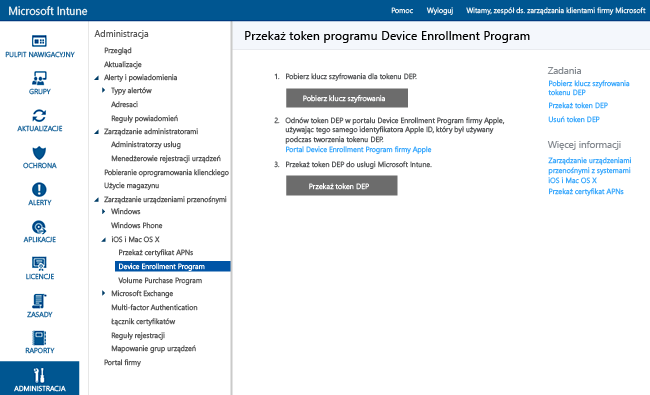 Microsoft Intune
Pomoc
Wyloguj
Witamy, zespół ds. zarządzania klientami firmy Microsoft
PULPIT NAWIGACYJNY
GRUPY
AKTUALIZACJE
OCHRONA
ALERTY
APLIKACJE
LICENCJE
ZASADY
RAPORTY
ADMINISTRACJA
Administracja
Przegląd
Aktualizacje
Alerty i powiadomienia
Typy alertów
Adresaci
Reguły powiadomień
Zarządzanie administratorami
Administratorzy usług
Menedżerowie rejestracji urządzeń
Pobieranie oprogramowania klienckiego
Użycie magazynu
Zarządzanie urządzeniami przenośnymi
Windows
Windows Phone
iOS i Mac OS X
Przekaż certyfikat APNs
Device Enrollment Program
Volume Purchase Program
Microsoft Exchange
Multi-factor Authentication
Łącznik certyfikatów
Reguły rejestracji
Mapowanie grup urządzeń
Portal firmy
Przekaż token programu Device Enrollment Program
1. Pobierz klucz szyfrowania dla tokenu DEP.
Pobierz klucz szyfrowania
2. Odnów token DEP w portalu Device Enrollment Program firmy Apple,
używając tego samego identyfikatora Apple ID, który był używany
podczas tworzenia tokenu DEP.
Portal Device Enrollment Program firmy Apple
3. Przekaż token DEP do usługi Microsoft Intune.
Przekaż token DEP
Zadania
Pobierz klucz szyfrowania
tokenu DEP
Przekaż token DEP
Usuń token DEP
Więcej informacji
Zarządzanie urządzeniami
przenośnymi z systemami
iOS i Mac OS X
Przekaż certyfikat APNs